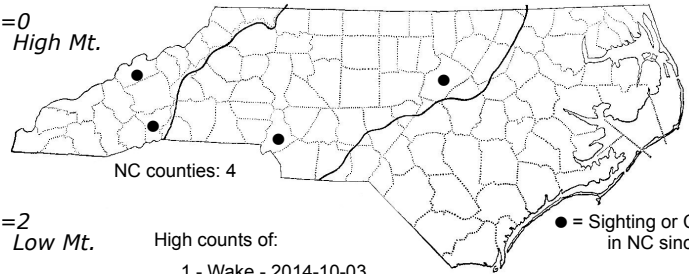 =0
High Mt.
NC counties: 4
=2
Low Mt.
High counts of:
● = Sighting or
in NC sinc
1 - Wake - 2014-10-03